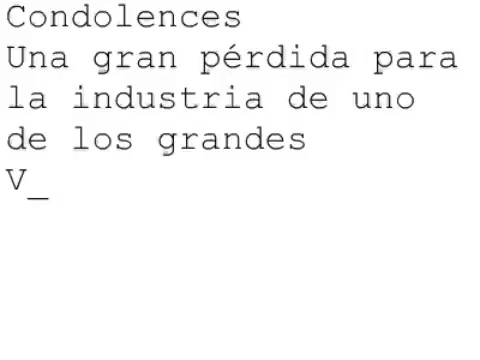 Condolences
Una gran pérdida para
la industria de uno
de los grandes
V_